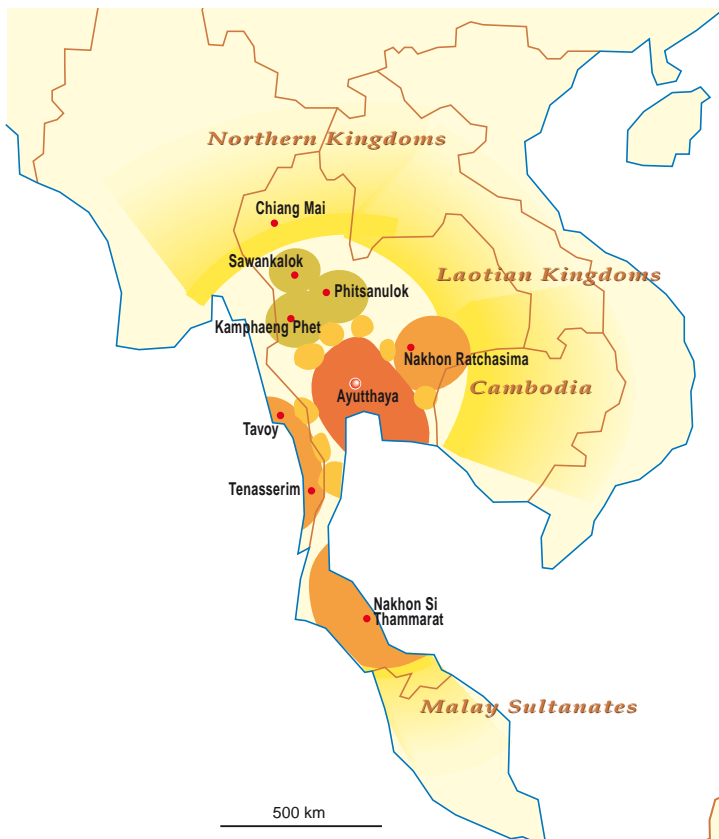 Northern Kingdoms
Chiang Mai
Sawankalok
Laotian Kingdoms
Phitsanulok
Kamphaeng Phet
Nakhon Ratchasima
Cambodia
Ayutthaya
Tavoy
Tenasserim
Nakhon Si
Thammarat
Malay Sultanates
500 km